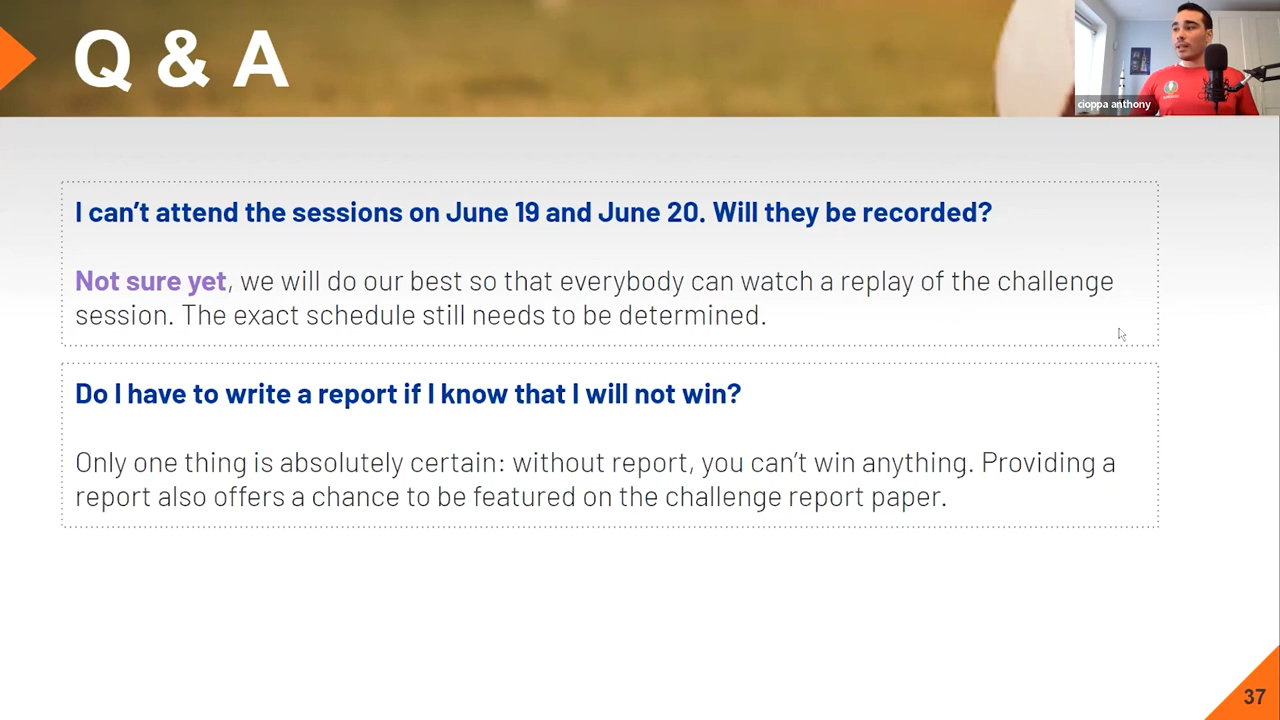 Q & A
cioppa anthony
I can't attend the sessions on June 19 and June 20. Will they be recorded?
Not sure yet, we will do our best so that everybody can watch a replay of the challenge
session. The exact schedule still needs to be determined.
Do I have to write a report if I know that I will not win?
Only one thing is absolutely certain: without report, you can't win anything. Providing a
report also offers a chance to be featured on the challenge report paper.
37